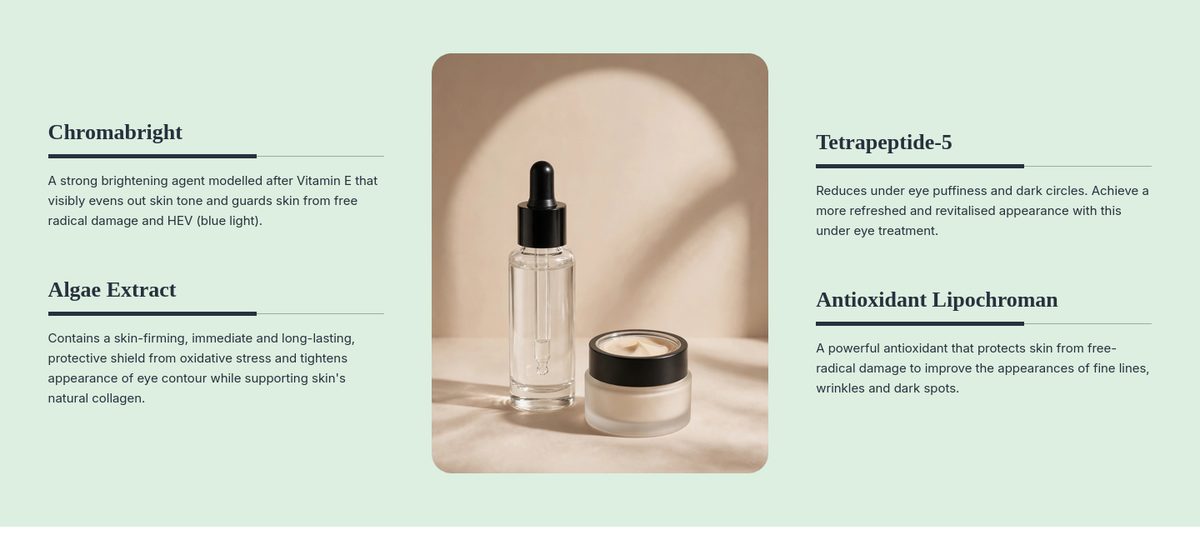 Chromabright
A strong brightening agent modelled after Vitamin E that
visibly evens out skin tone and guards skin from free
radical damage and HEV (blue light).
Algae Extract
Contains a skin-firming, immediate and long-lasting,
protective shield from oxidative stress and tightens
appearance of eye contour while supporting skin's
natural collagen.
Tetrapeptide-5
Reduces under eye puffiness and dark circles. Achieve a
more refreshed and revitalised appearance with this
under eye treatment.
Antioxidant Lipochroman
A powerful antioxidant that protects skin from free-
radical damage to improve the appearances of fine lines,
wrinkles and dark spots.